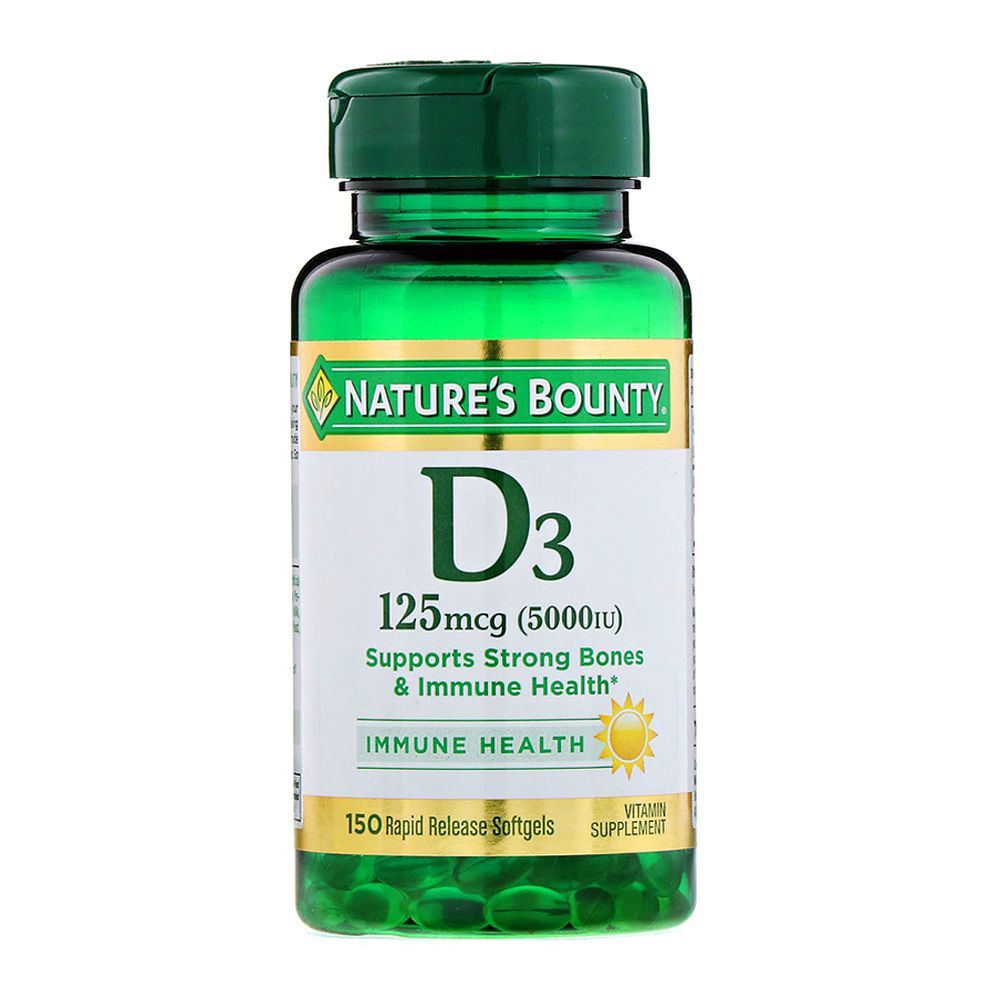 NATURE'S BOUNTY®
D3
125mcg (5000IU)
Supports Strong Bones
& Immune Health*
IMMUNE HEALTH
150 Rapid Release Softgels
VITAMIN
SUPPLEMENT